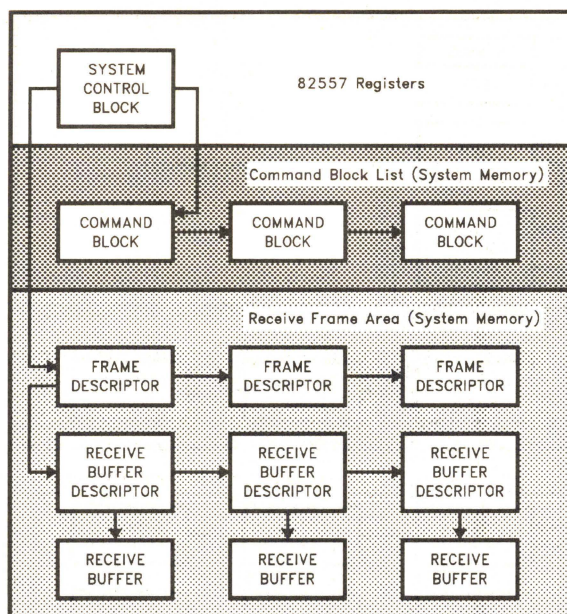 SYSTEM
CONTROL
BLOCK
82557 Registers
Command Block List (System Memory)
COMMAND
BLOCK
COMMAND
BLOCK
COMMAND
BLOCK
Receive Frame Area (System Memory)
FRAME
DESCRIPTOR
FRAME
DESCRIPTOR
FRAME
DESCRIPTOR
RECEIVE
BUFFER
DESCRIPTOR
RECEIVE
BUFFER
DESCRIPTOR
RECEIVE
BUFFER
DESCRIPTOR
RECEIVE
BUFFER
RECEIVE
BUFFER
RECEIVE
BUFFER